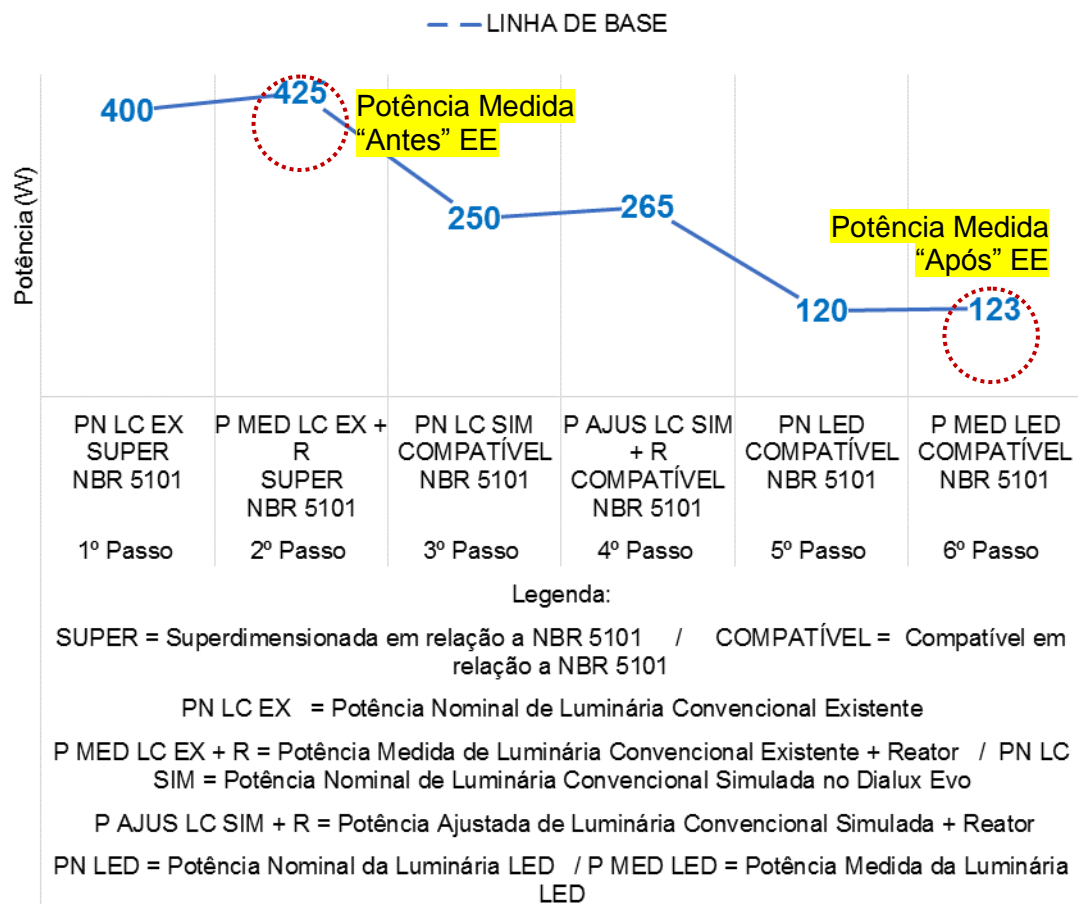 LINHA DE BASE
Potência (W)
400
425
Potência Medida
“Antes” EE
250
265
Potência Medida
“Após” EE
120
123
PN LC EX
SUPER
NBR 5101
1º Passo
P MED LC EX +
R
SUPER
NBR 5101
2º Passo
PN LC SIM
COMPATÍVEL
NBR 5101
3º Passo
P AJUS LC SIM
+ R
COMPATÍVEL
NBR 5101
4º Passo
PN LED
COMPATÍVEL
NBR 5101
5º Passo
P MED LED
COMPATÍVEL
NBR 5101
6º Passo
Legenda:
SUPER = Superdimensionada em relação a NBR 5101 / COMPATÍVEL = Compatível em
relação a NBR 5101
PN LC EX = Potência Nominal de Luminária Convencional Existente
P MED LC EX + R = Potência Medida de Luminária Convencional Existente + Reator / PN LC
SIM = Potência Nominal de Luminária Convencional Simulada no Dialux Evo
P AJUS LC SIM + R = Potência Ajustada de Luminária Convencional Simulada + Reator
PN LED = Potência Nominal da Luminária LED / P MED LED = Potência Medida da Luminária
LED